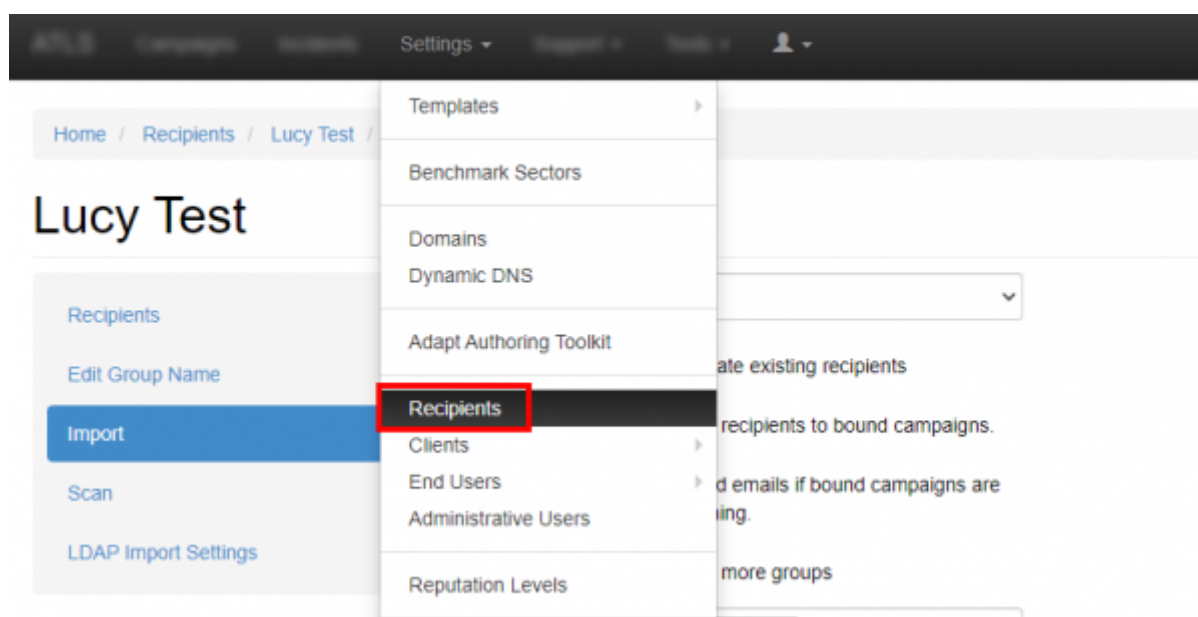 Settings
Home / Recipients / Lucy Test /
Lucy Test
Recipients
Edit Group Name
Import
Scan
LDAP Import Settings
Templates
Benchmark Sectors
Domains
Dynamic DNS
Adapt Authoring Toolkit
Recipients
Clients
End Users
Administrative Users
Reputation Levels
ate existing recipients
recipients to bound campaigns.
d emails if bound campaigns are
ing.
more groups